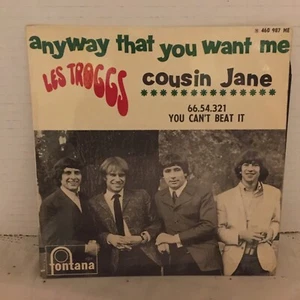 460 987 ME
anyway that you want me
LES TROGGS
cousin Jane
66.54.321
YOU CAN'T BEAT IT
fontana